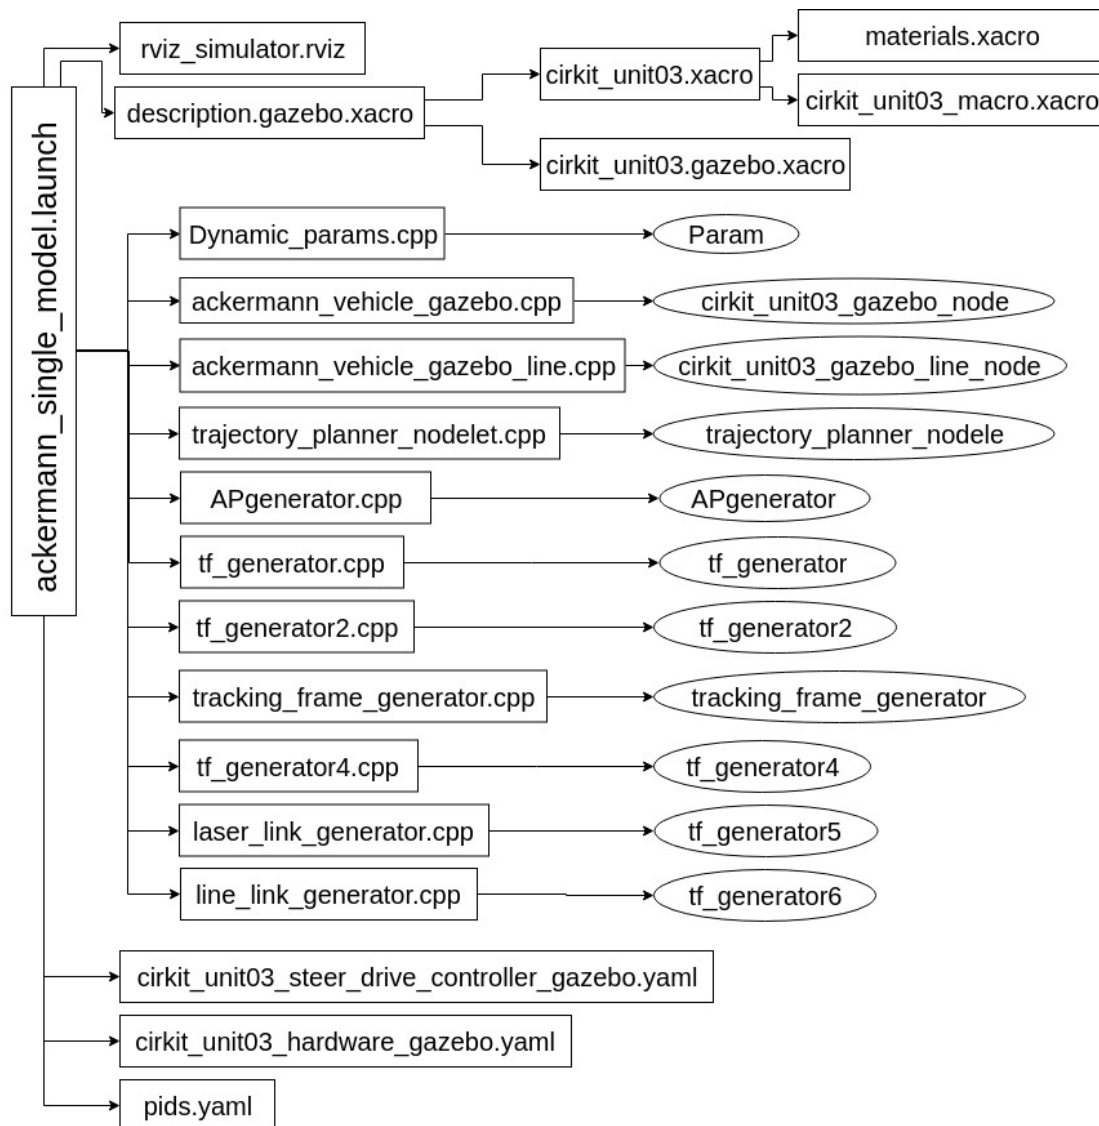 rviz_simulator.rviz
description.gazebo.xacro
cirkit_unit03.xacro
materials.xacro
cirkit_unit03_macro.xacro
cirkit_unit03.gazebo.xacro
ackermann_single_model.launch
Dynamic_params.cpp
Param
ackermann_vehicle_gazebo.cpp
cirkit_unit03_gazebo_node
ackermann_vehicle_gazebo_line.cpp
cirkit_unit03_gazebo_line_node
trajectory_planner_nodelet.cpp
trajectory_planner_nodele
APgenerator.cpp
APgenerator
tf_generator.cpp
tf_generator
tf_generator2.cpp
tf_generator2
tracking_frame_generator.cpp
tracking_frame_generator
tf_generator4.cpp
tf_generator4
laser_link_generator.cpp
tf_generator5
line_link_generator.cpp
tf_generator6
cirkit_unit03_steer_drive_controller_gazebo.yaml
cirkit_unit03_hardware_gazebo.yaml
pids.yaml